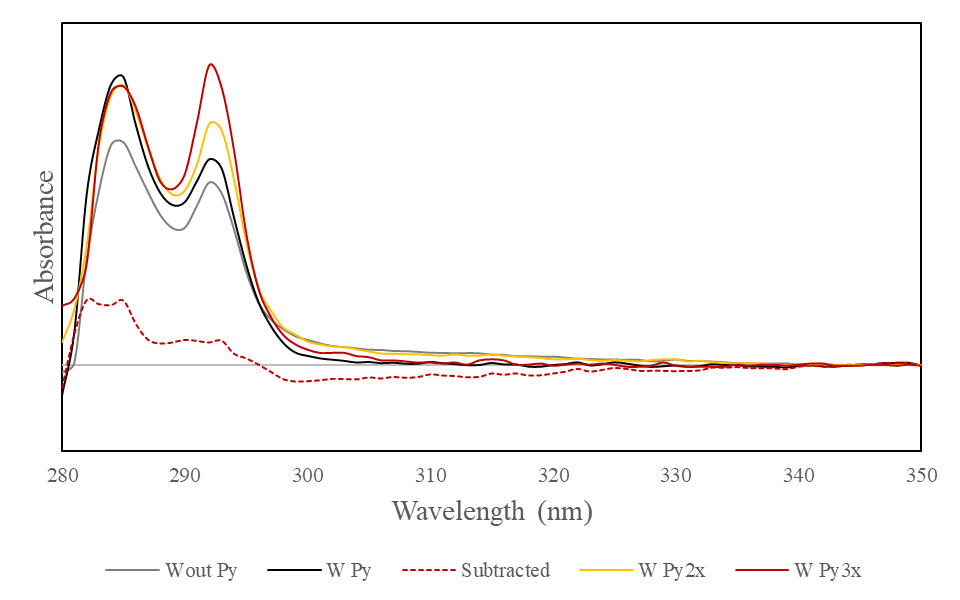 Absorbance
280 290 300 310 320 330 340 350
Wavelength (nm)
Wout Py W Py Subtracted W Py2x W Py3x